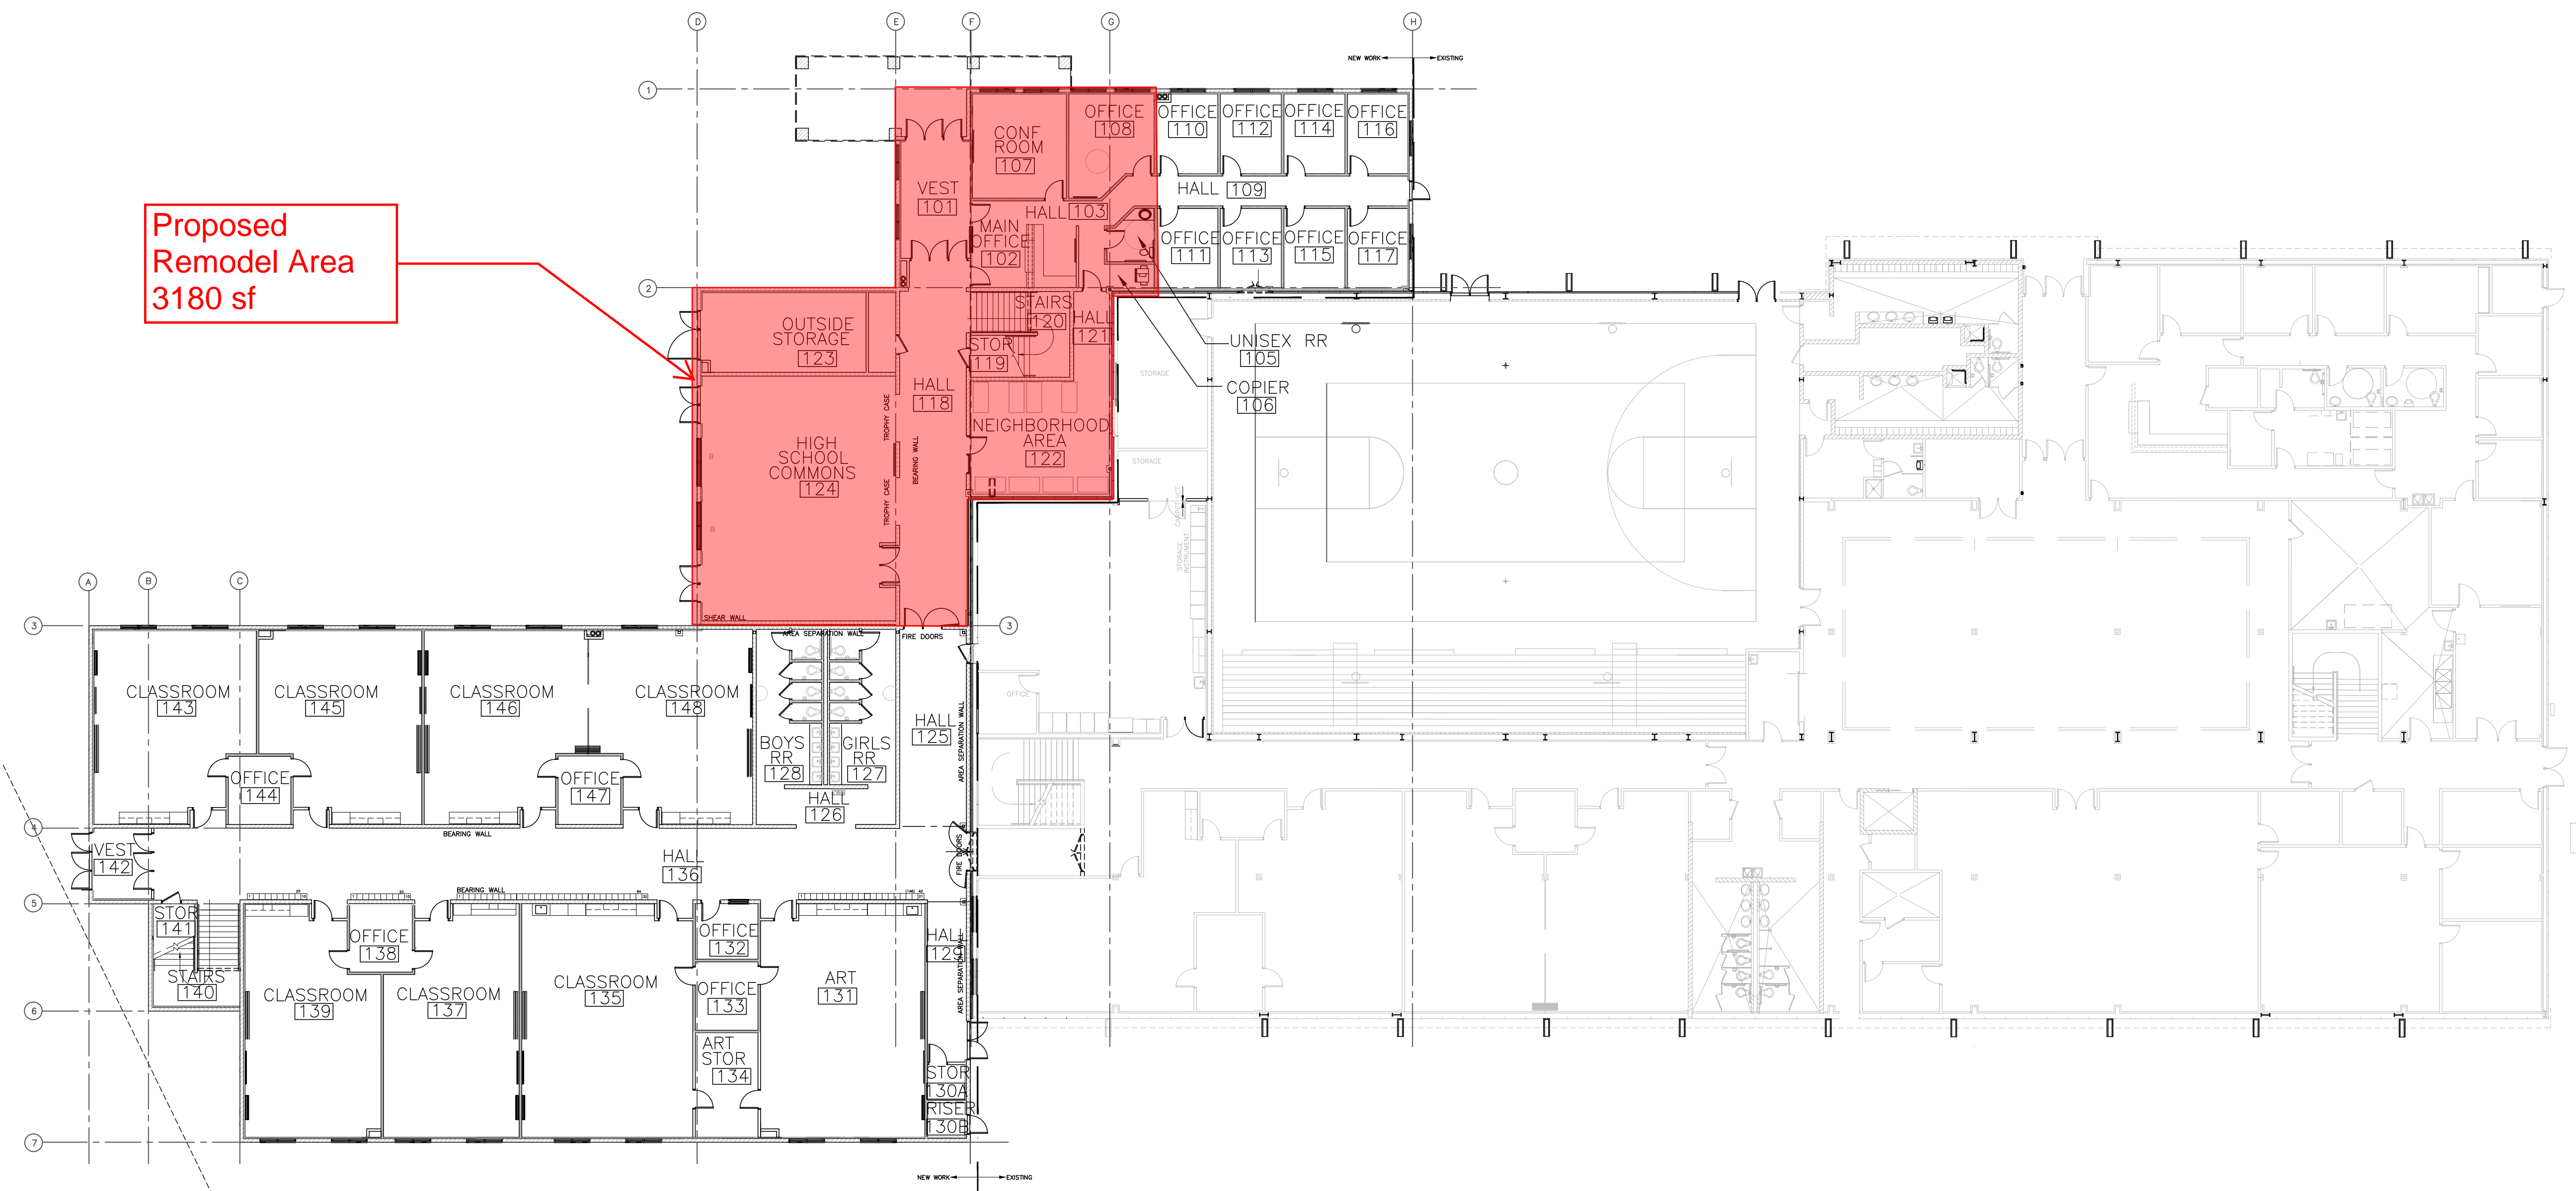 D
E
F
G
H
NEW WORK
EXISTING
1
OFFICE
108
OFFICE
110
OFFICE
112
OFFICE
114
OFFICE
116
CONF
ROOM
107
VEST
101
HALL 109
HALL 103
MAIN
OFFICE
102
OFFICE
111
OFFICE
113
OFFICE
115
OFFICE
117
Proposed
Remodel Area
3180 sf
2
STAIRS
120
HALL
121
OUTSIDE
STORAGE
123
STOR
119
UNISEX RR
105
COPIER
106
STORAGE
HALL
118
TROPHY CASE
BEARING WALL
NEIGHBORHOOD
AREA
122
HIGH
SCHOOL
COMMONS
124
B
B
TROPHY CASE
STORAGE
CARPET
VCT
STORAGE
INSTRUMENT
A
B
C
3
SHEAR WALL
AREA SEPARATION WALL
FIRE DOORS
3
CLASSROOM
143
CLASSROOM
145
CLASSROOM
146
CLASSROOM
148
OFFICE
HALL
125
AREA SEPARATION WALL
BOYS
RR
128
GIRLS
RR
127
OFFICE
144
OFFICE
147
HALL
126
4
BEARING WALL
VEST
142
HALL
136
FIRE DOORS
5
BEARING WALL
STOR
141
OFFICE
138
OFFICE
132
HALL
129
AREA SEPARATION WALL
STAIRS
140
CLASSROOM
139
CLASSROOM
137
CLASSROOM
135
OFFICE
133
ART
131
6
ART
STOR
134
STOR
130A
RISER
130B
7
NEW WORK
EXISTING